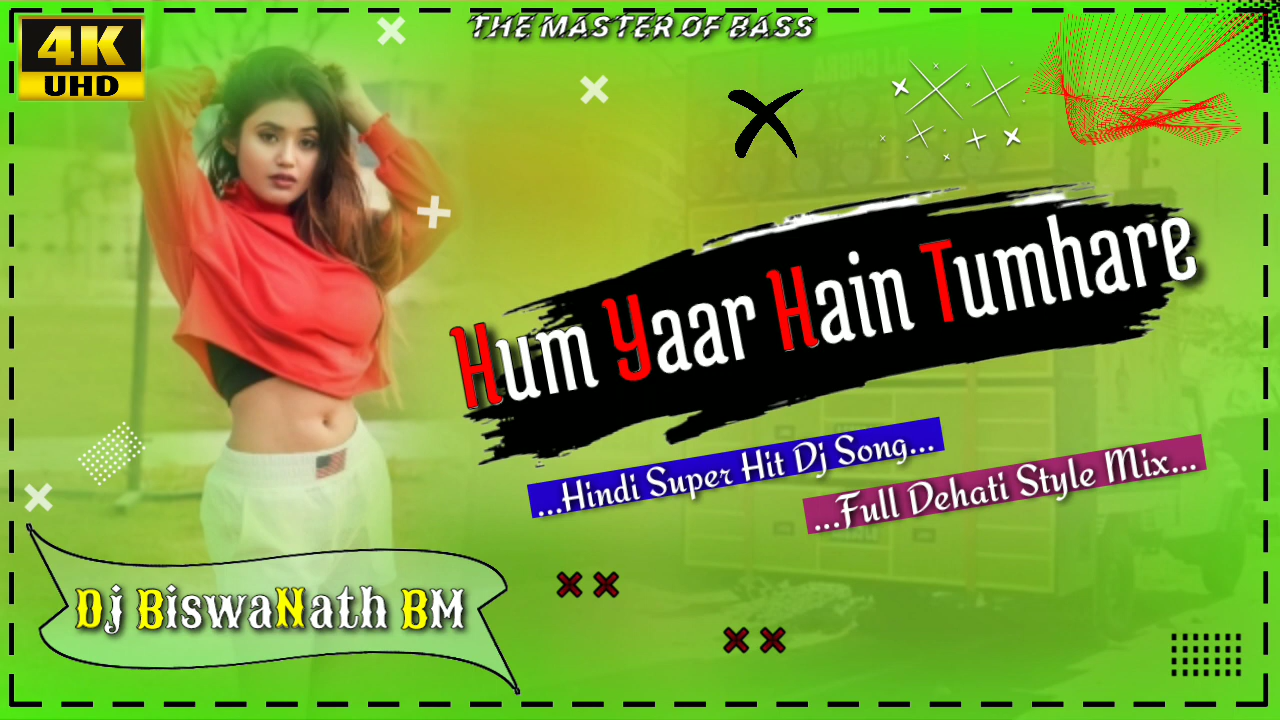 4K
UHD
THE MASTER OF BASS
Hum Yaar Hain Tumhare
...Hindi Super Hit Dj Song...
...Full Dehati Style Mix...
Dj BiswaNath BM